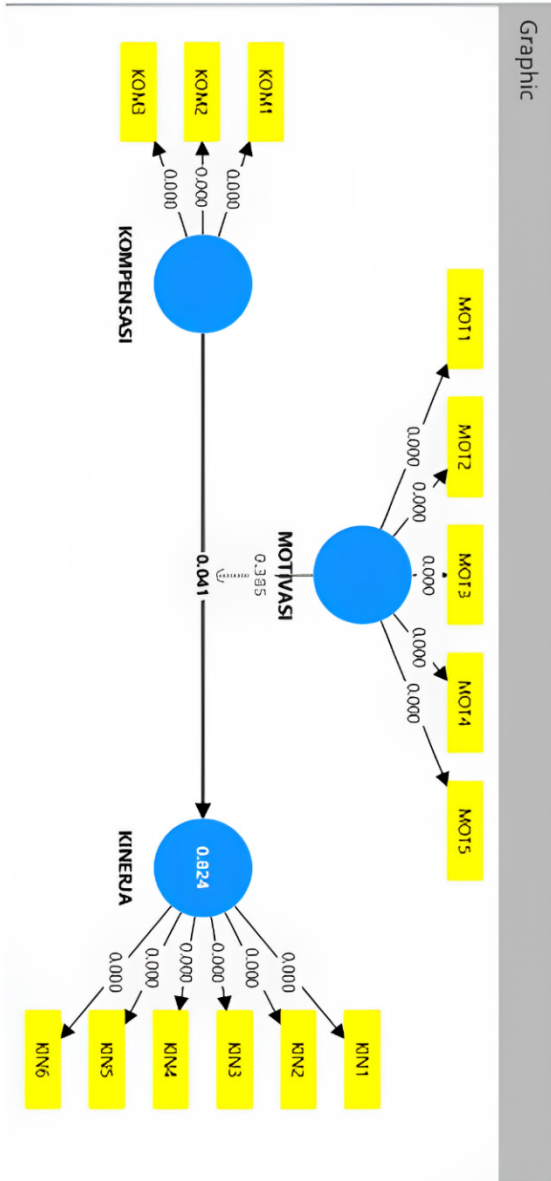 Graphic
MOT1
MOT2
MOT3
MOT4
MOT5
0.000
0.000
0.000
0.000
0.000
MOTIVASI
KOM1
KOM2
KOM3
0.000
0.000
0.000
KOMPENSASI
0.385
0.041
0.824
KINERJA
0.000
0.000
0.000
0.000
0.000
0.000
KIN1
KIN2
KIN3
KIN4
KIN5
KIN6